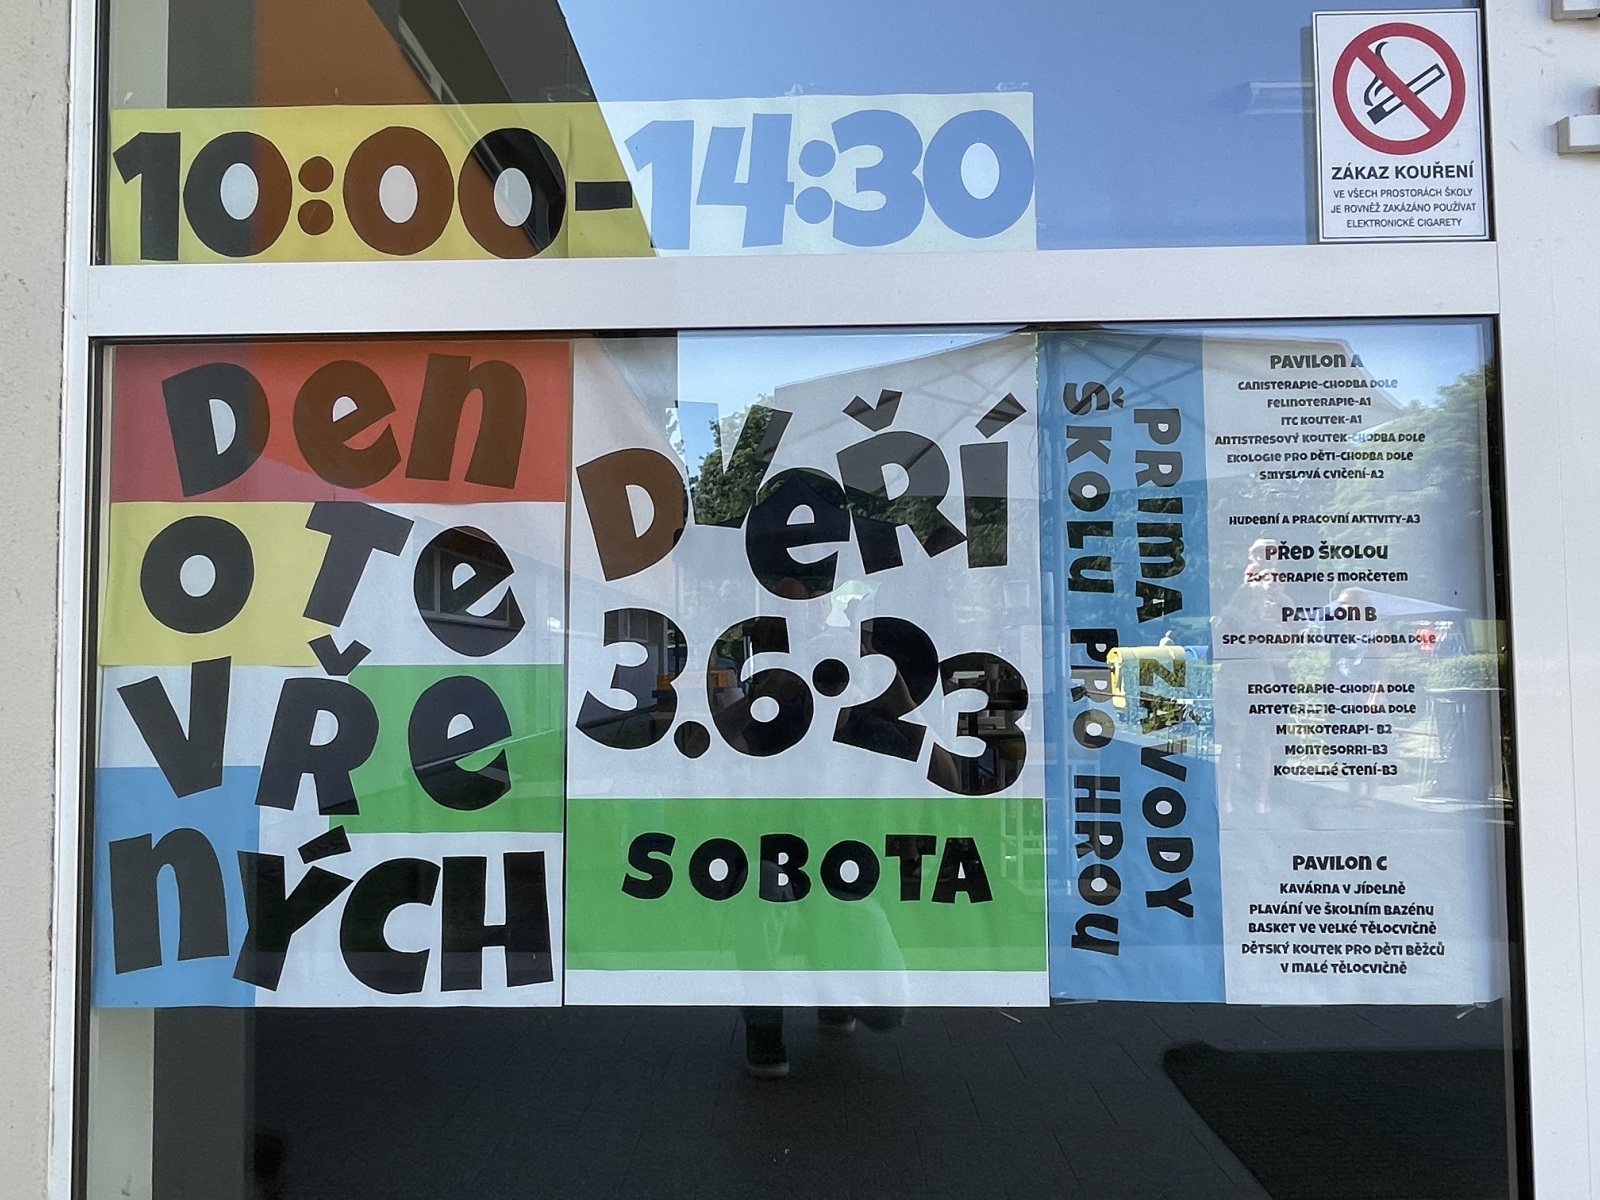 10:00-14:30
ZÁKAZ KOUŘENÍ
VE VŠECH PROSTORÁCH ŠKOLY
JE ROVNĚŽ ZAKÁZÁNO POUŽÍVAT
ELEKTRONICKÉ CIGARETY
Den
oTe
vře
nÝCH
DVeŘÍ
3.6.23
SOBOTA
PRIMA ZÁVODY
ŠKOLU PRO HROU
PAVILON A
CANISTERAPIE-CHODBA DOLE
FELINOTERAPIE-A1
ITC KOUTEK-A1
ANTISTRESOVÝ KOUTEK-CHODBA DOLE
EKOLOGIE PRO DĚTI-CHODBA DOLE
SMYSLOVÁ CVIČENÍ-A2
HUDEBNÍ A PRACOVNÍ AKTIVITY-A3
PŘED ŠKOLOU
ZOOTERAPIE S MORČETEM
PAVILON B
SPC PORADNÍ KOUTEK-CHODBA DOLE
ERGOTERAPIE-CHODBA DOLE
ARTETERAPIE-CHODBA DOLE
MUZIKOTERAPI- B2
MONTESORRI-B3
KOUZELNÉ ČTENÍ-B3
PAVILON C
KAVÁRNA V JÍDELNĚ
PLAVÁNÍ VE ŠKOLNÍM BAZÉNU
BASKET VE VELKÉ TĚLOCVIČNĚ
DĚTSKÝ KOUTEK PRO DĚTI BĚŽCŮ
V MALÉ TĚLOCVIČNĚ